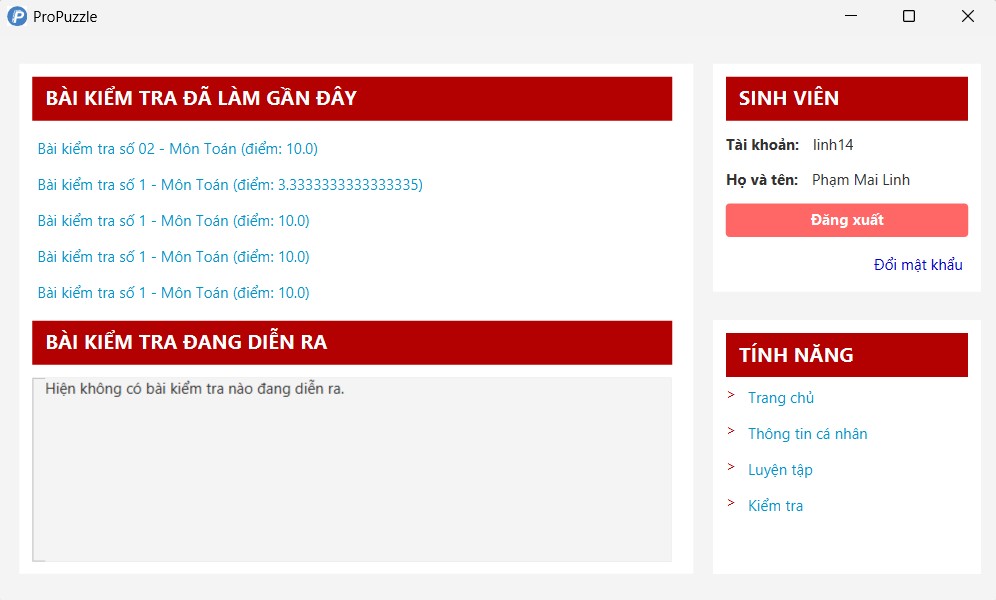 ProPuzzle
BÀI KIỂM TRA ĐÃ LÀM GẦN ĐÂY
Bài kiểm tra số 02 - Môn Toán (điểm: 10.0)
Bài kiểm tra số 1 - Môn Toán (điểm: 3.3333333333333335)
Bài kiểm tra số 1 - Môn Toán (điểm: 10.0)
Bài kiểm tra số 1 - Môn Toán (điểm: 10.0)
Bài kiểm tra số 1 - Môn Toán (điểm: 10.0)
BÀI KIỂM TRA ĐANG DIỄN RA
Hiện không có bài kiểm tra nào đang diễn ra.
SINH VIÊN
Tài khoản: linh14
Họ và tên: Phạm Mai Linh
Đăng xuất
Đổi mật khẩu
TÍNH NĂNG
> Trang chủ
> Thông tin cá nhân
> Luyện tập
> Kiểm tra